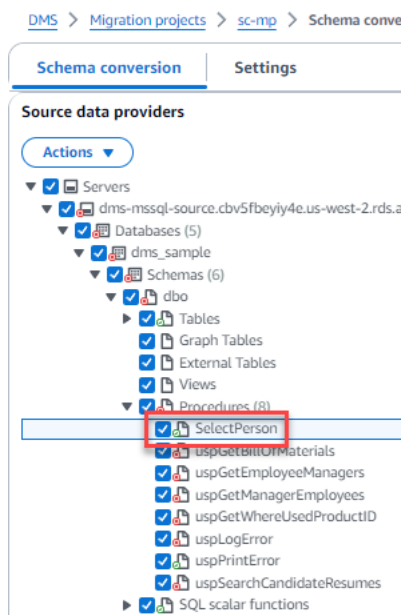 DMS > Migration projects > sc-mp > Schema conve
Schema conversion Settings
Source data providers
Actions
Servers
dms-mssql-source.cbv5fbeyiy4e.us-west-2.rds.a
Databases (5)
dms_sample
Schemas (6)
dbo
Tables
Graph Tables
External Tables
Views
Procedures (8)
SelectPerson
uspGetBillOfMaterials
uspGetEmployeeManagers
uspGetManagerEmployees
uspGetWhereUsedProductID
uspLogError
uspPrintError
uspSearchCandidateResumes
SQL scalar functions